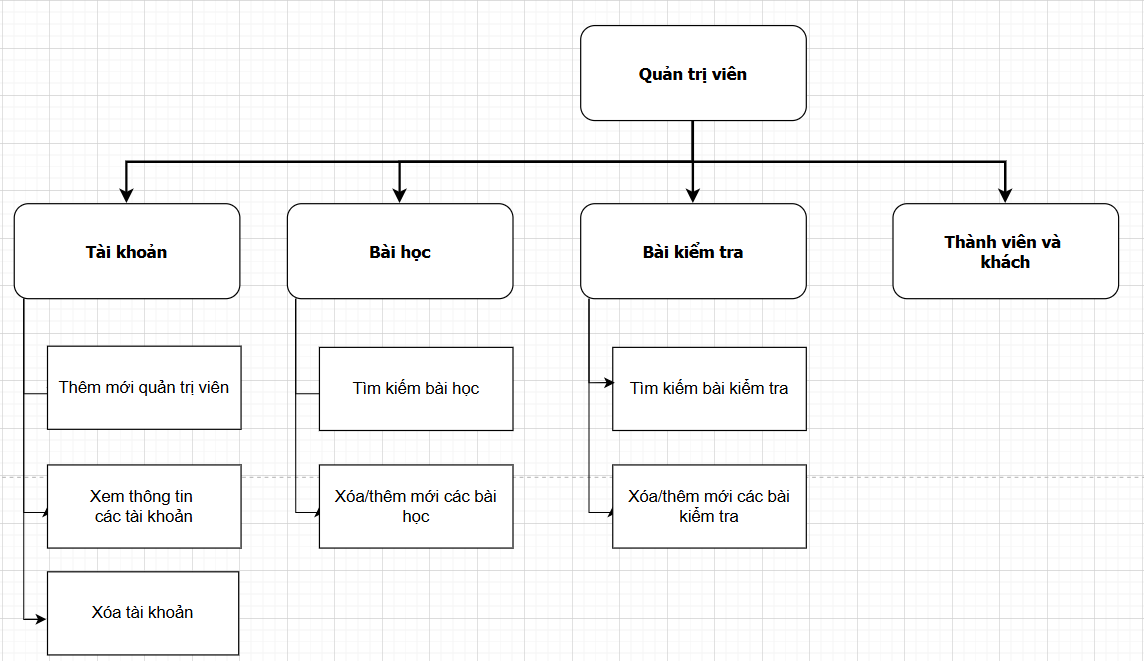 Quản trị viên
Tài khoản
Bài học
Bài kiểm tra
Thành viên và
khách
Thêm mới quản trị viên
Tìm kiếm bài học
Tìm kiếm bài kiểm tra
Xem thông tin
các tài khoản
Xóa/thêm mới các bài
học
Xóa/thêm mới các bài
kiểm tra
Xóa tài khoản